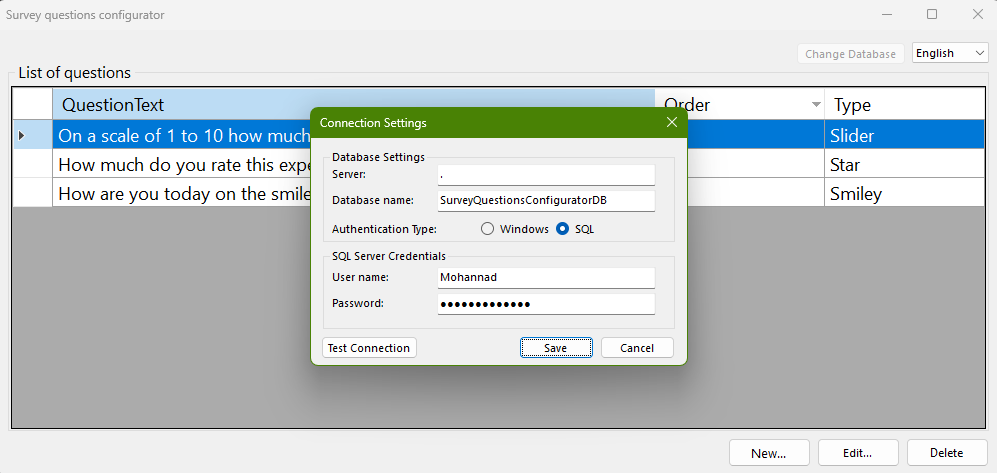 Survey questions configurator
Change Database
English
List of questions
QuestionText Order Type
On a scale of 1 to 10 how much Slider
How much do you rate this Star
How are you today on the smile Smiley
Connection Settings
Database Settings
Server: .
Database name: SurveyQuestionsConfiguratorDB
Authentication Type: Windows SQL
SQL Server Credentials
User name: Mohannad
Password: ●●●●●●●●●●●●●
Test Connection Save Cancel
New... Edit... Delete